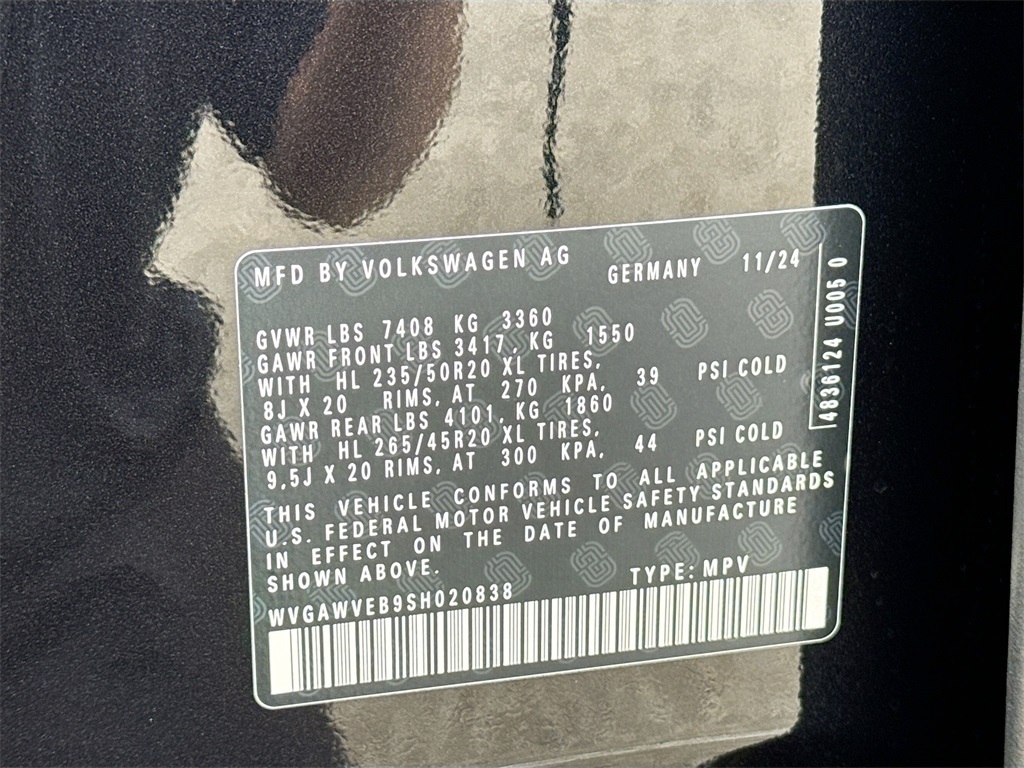 MFD BY VOLKSWAGEN AG GERMANY 11/24
GVWR LBS 7408 KG 3360
GAWR FRONT LBS 3417, KG 1550
WITH HL 235/50R20 XL TIRES,
8J X 20 RIMS, AT 270 KPA, 39 PSI COLD
GAWR REAR LBS 4101, KG 1860
WITH HL 265/45R20 XL TIRES,
9,5J X 20 RIMS, AT 300 KPA, 44 PSI COLD
THIS VEHICLE CONFORMS TO ALL APPLICABLE
U.S. FEDERAL MOTOR VEHICLE SAFETY STANDARDS
IN EFFECT ON THE DATE OF MANUFACTURE
SHOWN ABOVE.
WVGAWVEB9SH020838 TYPE: MPV
4836124 U005 0